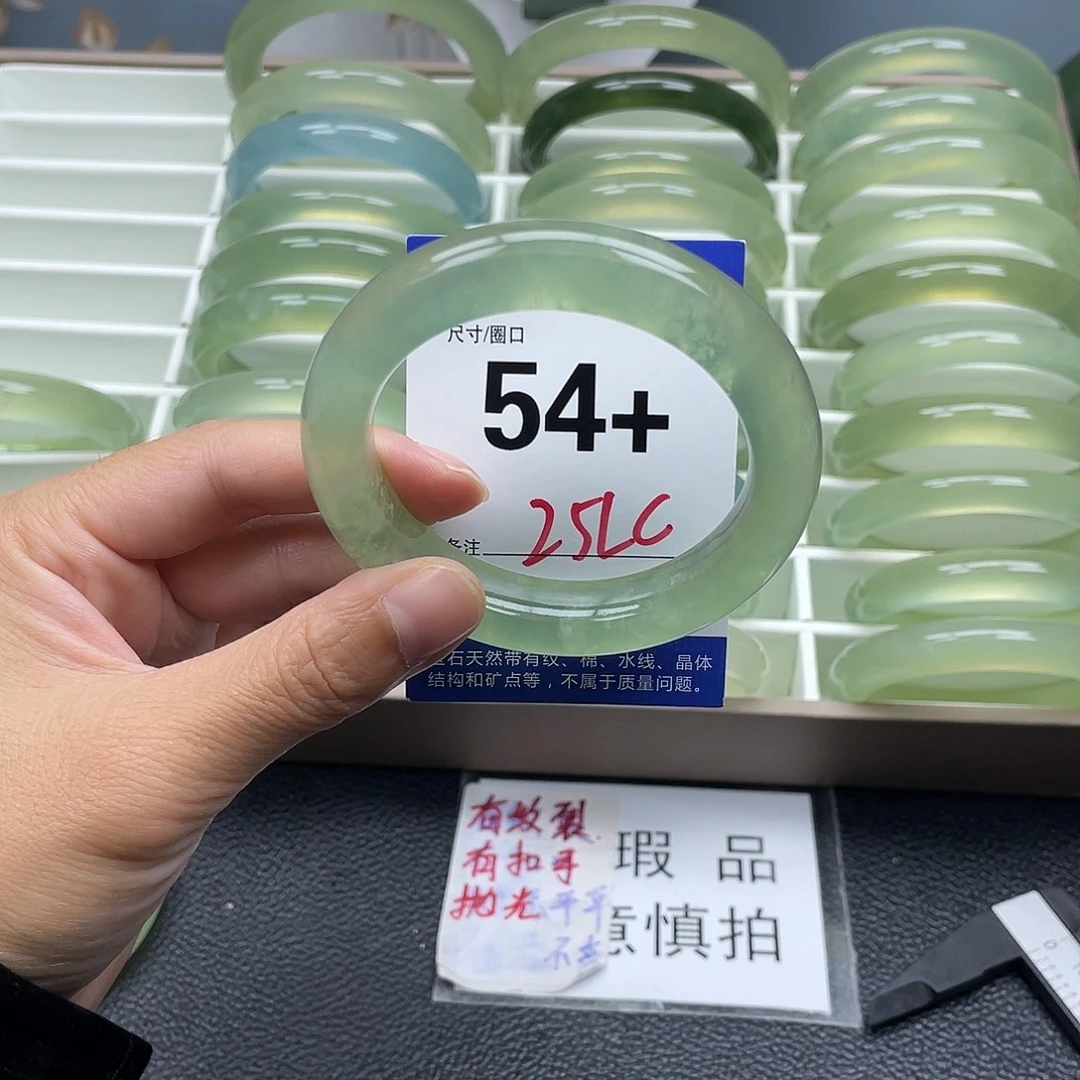 尺寸/圈口
54+
备注 25LC
宝石天然带有纹、棉、水线、晶体
结构和矿点等，不属于质量问题。
有纹裂
有扣手
抛光
瑕 品
意慎拍